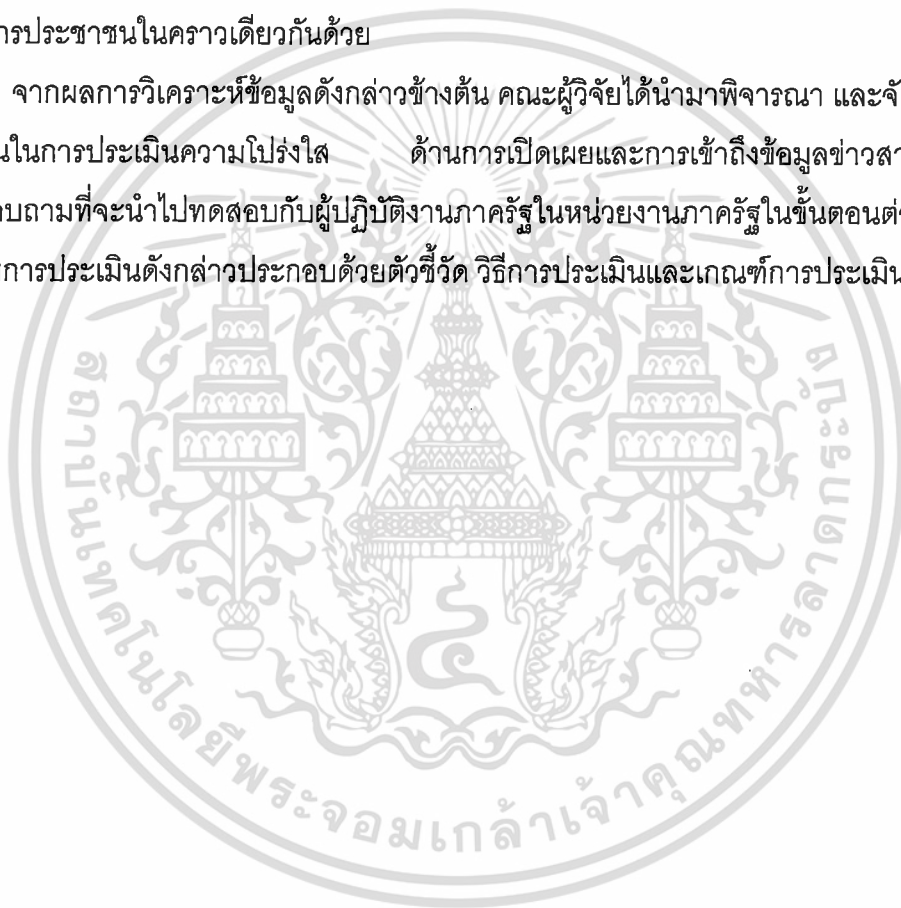 การประชาชนในคราวเดียวกันด้วย
จากผลการวิเคราะห์ข้อมูลดังกล่าวข้างต้น คณะผู้วิจัยได้นำมาพิจารณา และจั
นในการประเมินความโปร่งใส ด้านการเปิดเผยและการเข้าถึงข้อมูลข่าวสา
บถามที่จะนำไปทดสอบกับผู้ปฏิบัติงานภาครัฐในหน่วยงานภาครัฐในขั้นตอนต่
การประเมินดังกล่าวประกอบด้วยตัวชี้วัด วิธีการประเมินและเกณฑ์การประเมิน
สถาบันเทคโนโลยีพระจอมเกล้าเจ้าคุณทหารลาดกระบัง
๔